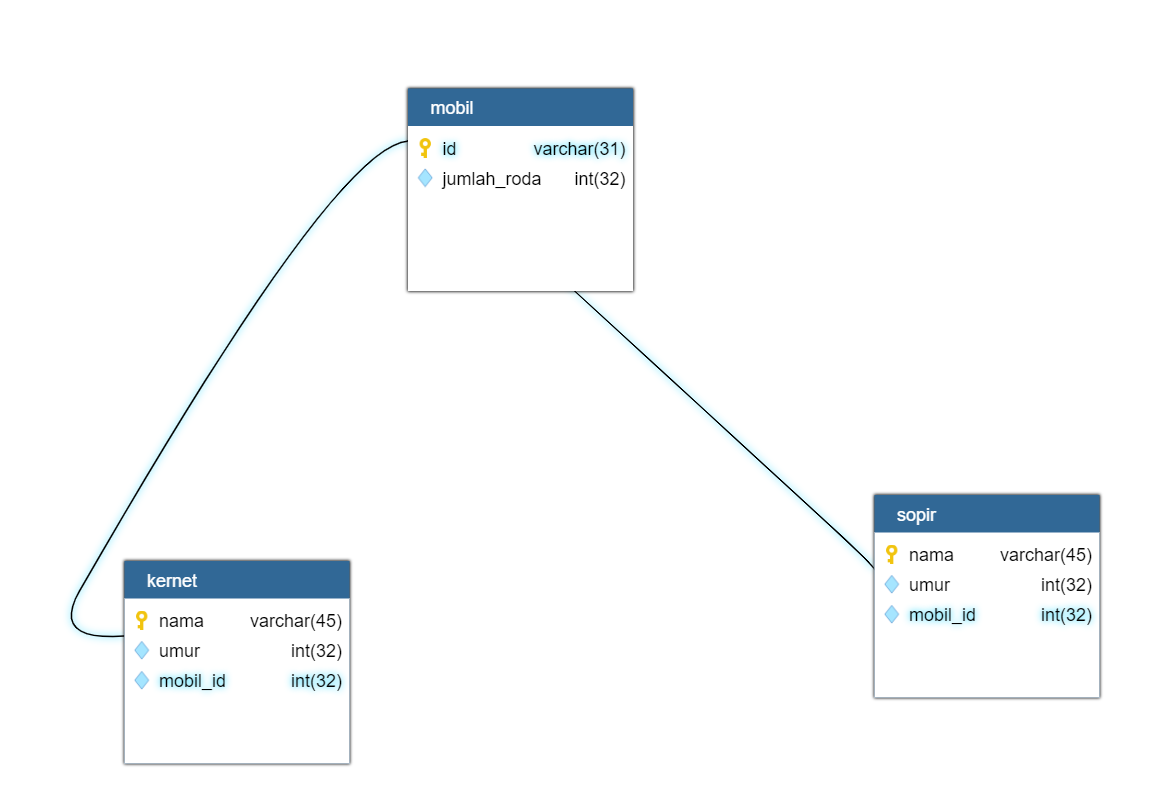 mobil
id varchar(31)
jumlah_roda int(32)
kernet
nama varchar(45)
umur int(32)
mobil_id int(32)
sopir
nama varchar(45)
umur int(32)
mobil_id int(32)